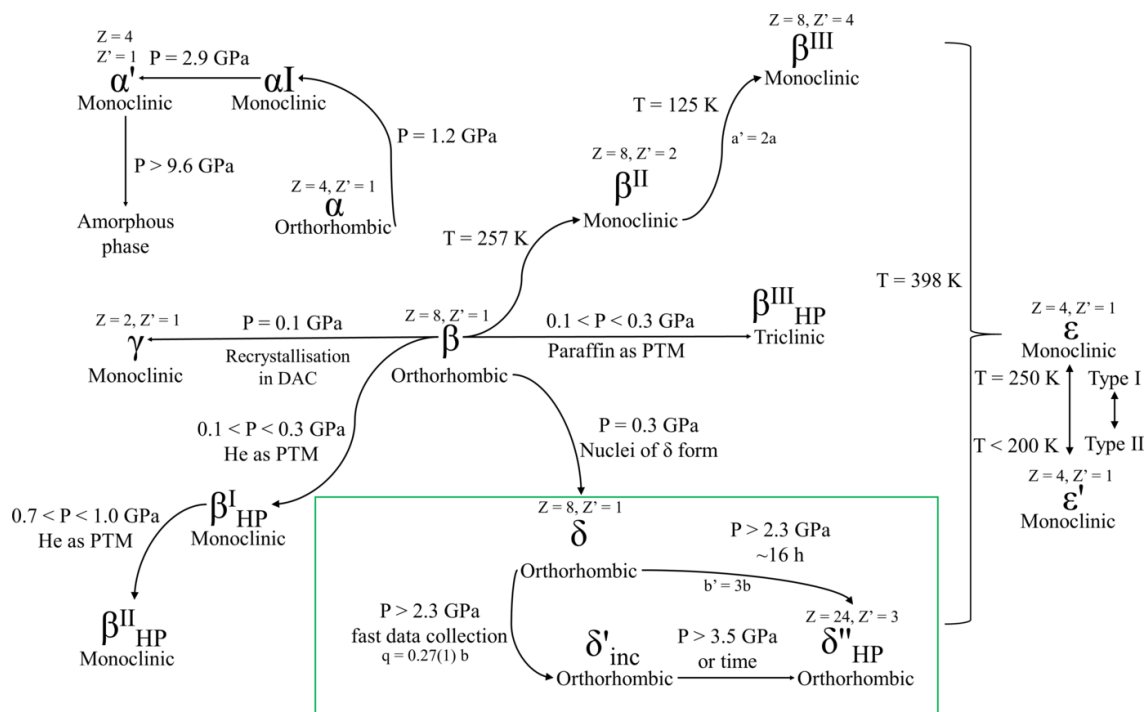 Z = 4
Z' = 1
α'
Monoclinic
P = 2.9 GPa
αI
Monoclinic
P = 1.2 GPa
Z = 4, Z' = 1
α
Orthorhombic
P > 9.6 GPa
Amorphous
phase
Z = 8, Z' = 4
βIII
Monoclinic
T = 125 K
a' = 2a
Z = 8, Z' = 2
βII
Monoclinic
T = 257 K
T = 398 K
Z = 2, Z' = 1
γ
Monoclinic
P = 0.1 GPa
Recrystallisation
in DAC
Z = 8, Z' = 1
β
Orthorhombic
0.1 < P < 0.3 GPa
Paraffin as PTM
βIIIHP
Triclinic
Z = 4, Z' = 1
ε
Monoclinic
T = 250 K
Type I
T < 200 K
Type II
Z = 4, Z' = 1
ε'
Monoclinic
0.1 < P < 0.3 GPa
He as PTM
P = 0.3 GPa
Nuclei of δ form
βIHP
Monoclinic
0.7 < P < 1.0 GPa
He as PTM
βIIHP
Monoclinic
Z = 8, Z' = 1
δ
Orthorhombic
P > 2.3 GPa
~16 h
b' = 3b
P > 2.3 GPa
fast data collection
q = 0.27(1) b
δ'inc
Orthorhombic
P > 3.5 GPa
or time
Z = 24, Z' = 3
δ''HP
Orthorhombic